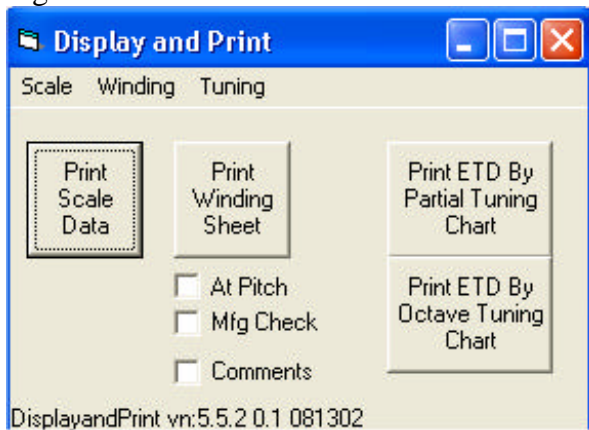 Display and Print
Scale Winding Tuning
Print
Scale
Data
Print
Winding
Sheet
Print ETD By
Partial Tuning
Chart
At Pitch
Mfg Check
Comments
Print ETD By
Octave Tuning
Chart
DisplayandPrint vn:5.5.2 0.1 081302